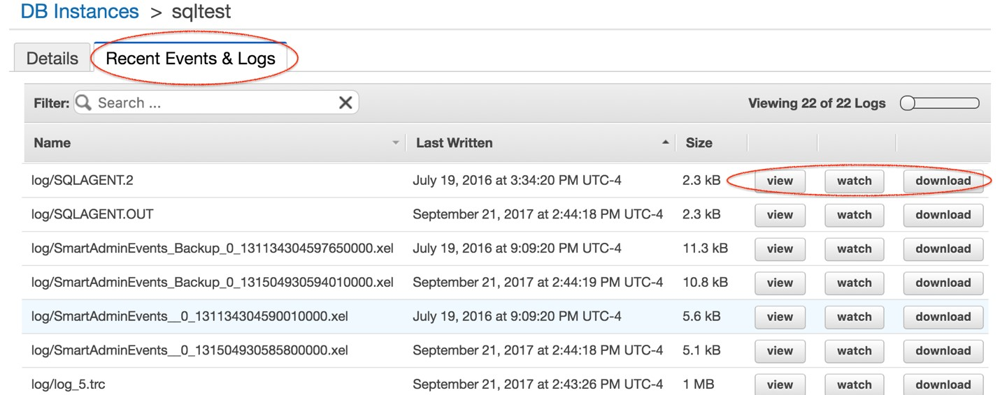 DB Instances > sqltest
Details Recent Events & Logs
Filter: Search ... Viewing 22 of 22 Logs
Name Last Written Size
log/SQLAGENT.2 July 19, 2016 at 3:34:20 PM UTC-4 2.3 kB view watch download
log/SQLAGENT.OUT September 21, 2017 at 2:44:18 PM UTC-4 2.3 kB view watch download
log/SmartAdminEvents_Backup_0_131134304597650000.xel July 19, 2016 at 9:09:20 PM UTC-4 11.3 kB view watch download
log/SmartAdminEvents_Backup_0_131504930594010000.xel September 21, 2017 at 2:44:19 PM UTC-4 10.8 kB view watch download
log/SmartAdminEvents__0_131134304590010000.xel July 19, 2016 at 9:09:20 PM UTC-4 5.6 kB view watch download
log/SmartAdminEvents__0_131504930585800000.xel September 21, 2017 at 2:44:18 PM UTC-4 5.1 kB view watch download
log/log_5.trc September 21, 2017 at 2:43:26 PM UTC-4 1 MB view watch download